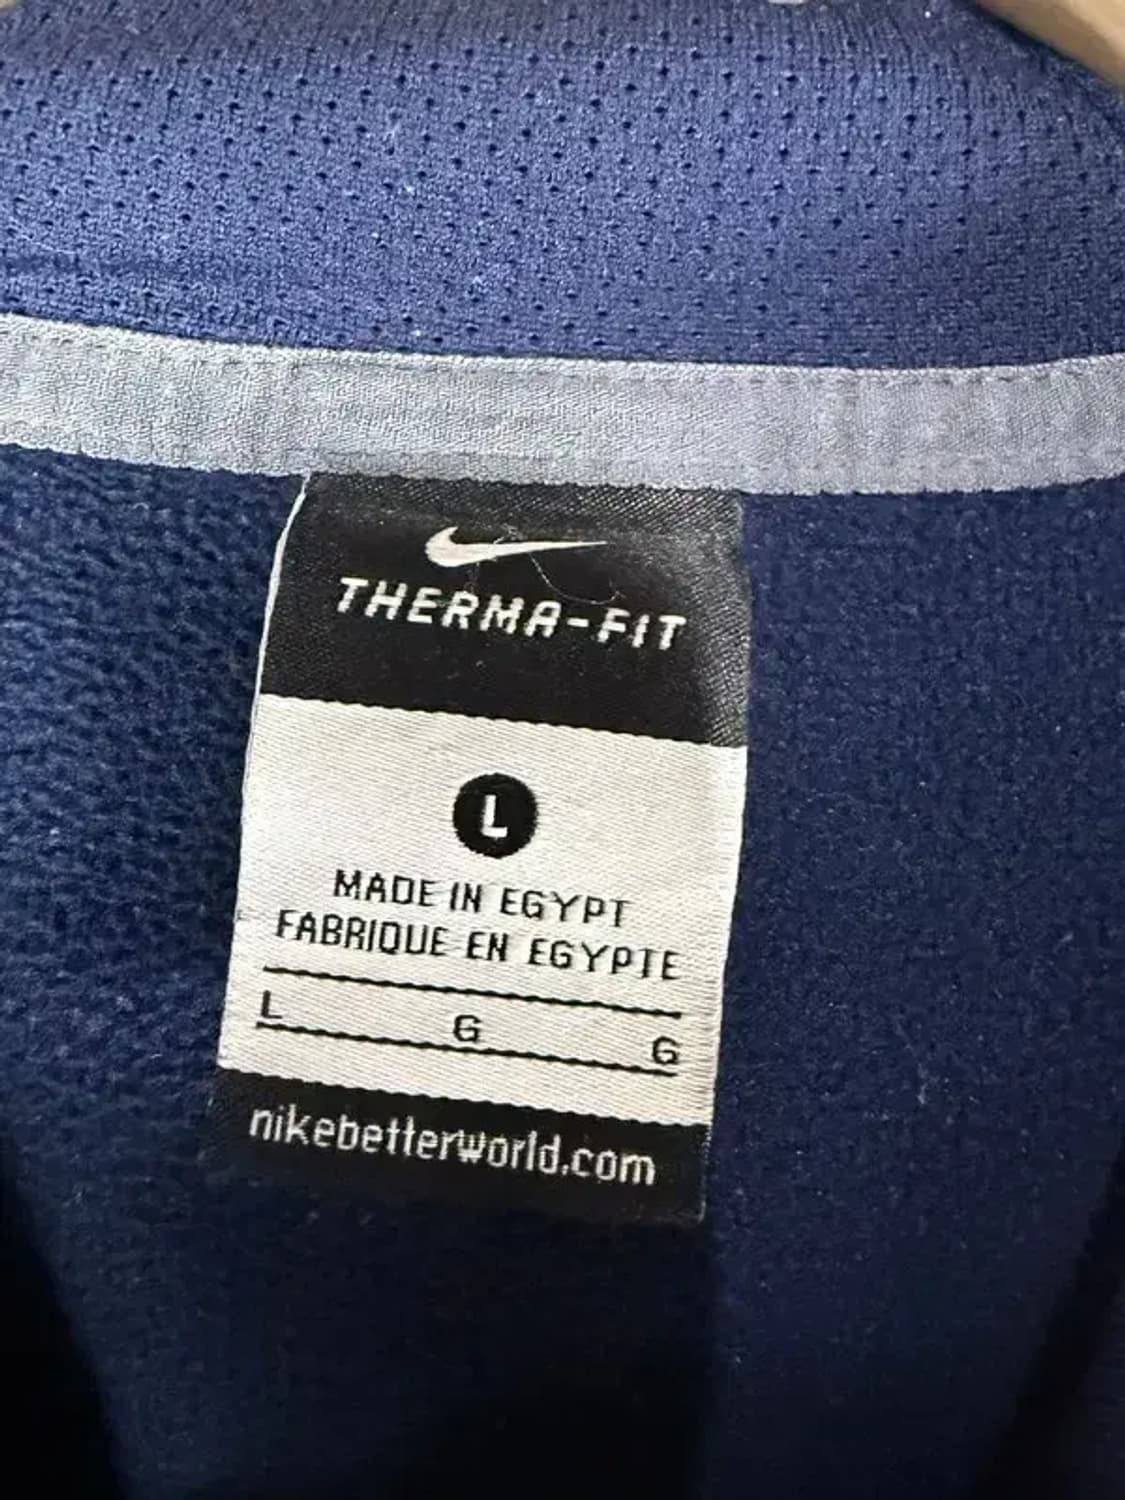 THERMA-FIT
L
MADE IN EGYPT
FABRIQUE EN EGYPTE
L G G
nikebetterworld.com